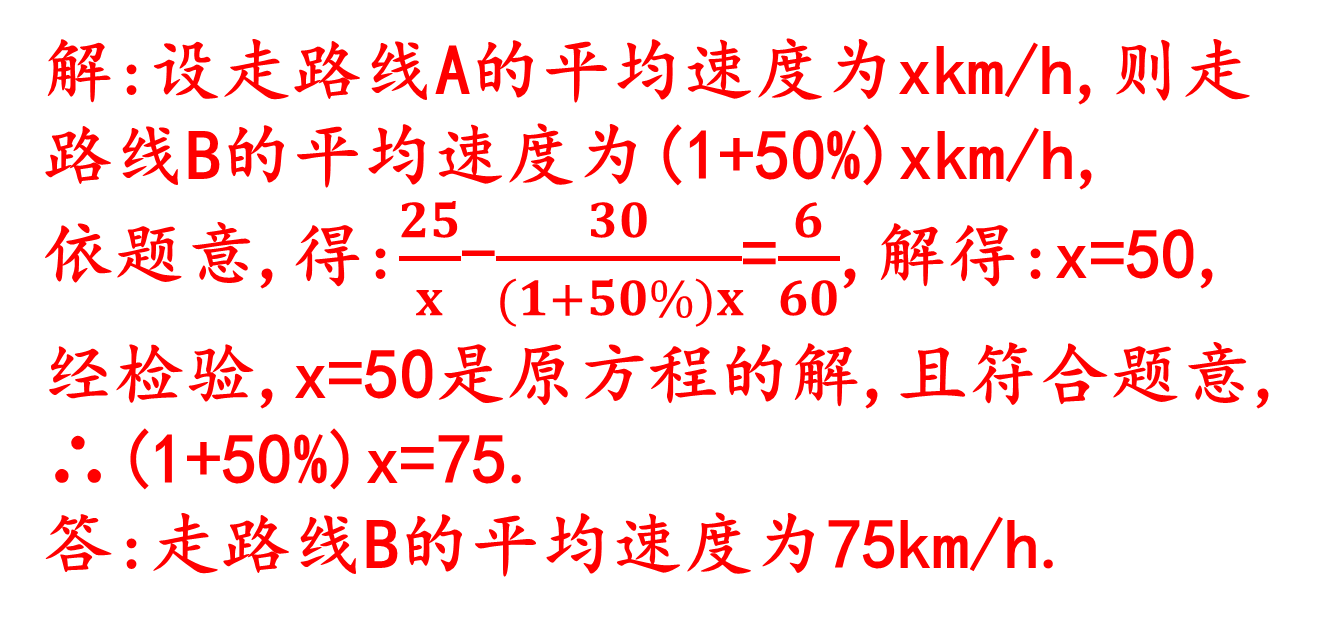 解:设走路线A的平均速度为xkm/h,则走
路线B的平均速度为(1+50%)xkm/h,
依题意,得:25/x-30/((1+50%)x)=6/60,解得:x=50,
经检验,x=50是原方程的解,且符合题意,
∴(1+50%)x=75.
答:走路线B的平均速度为75km/h.